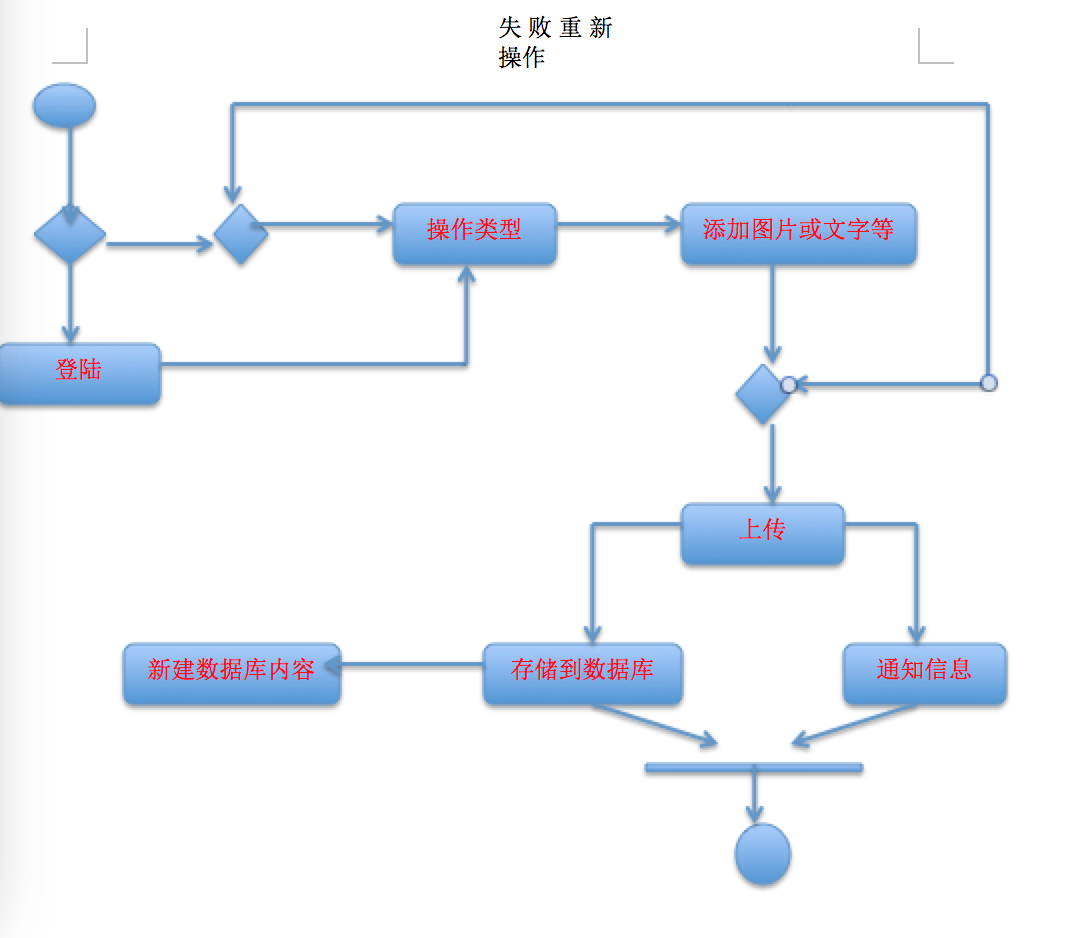 失败重新
操作
操作类型
添加图片或文字等
登陆
上传
新建数据库内容
存储到数据库
通知信息